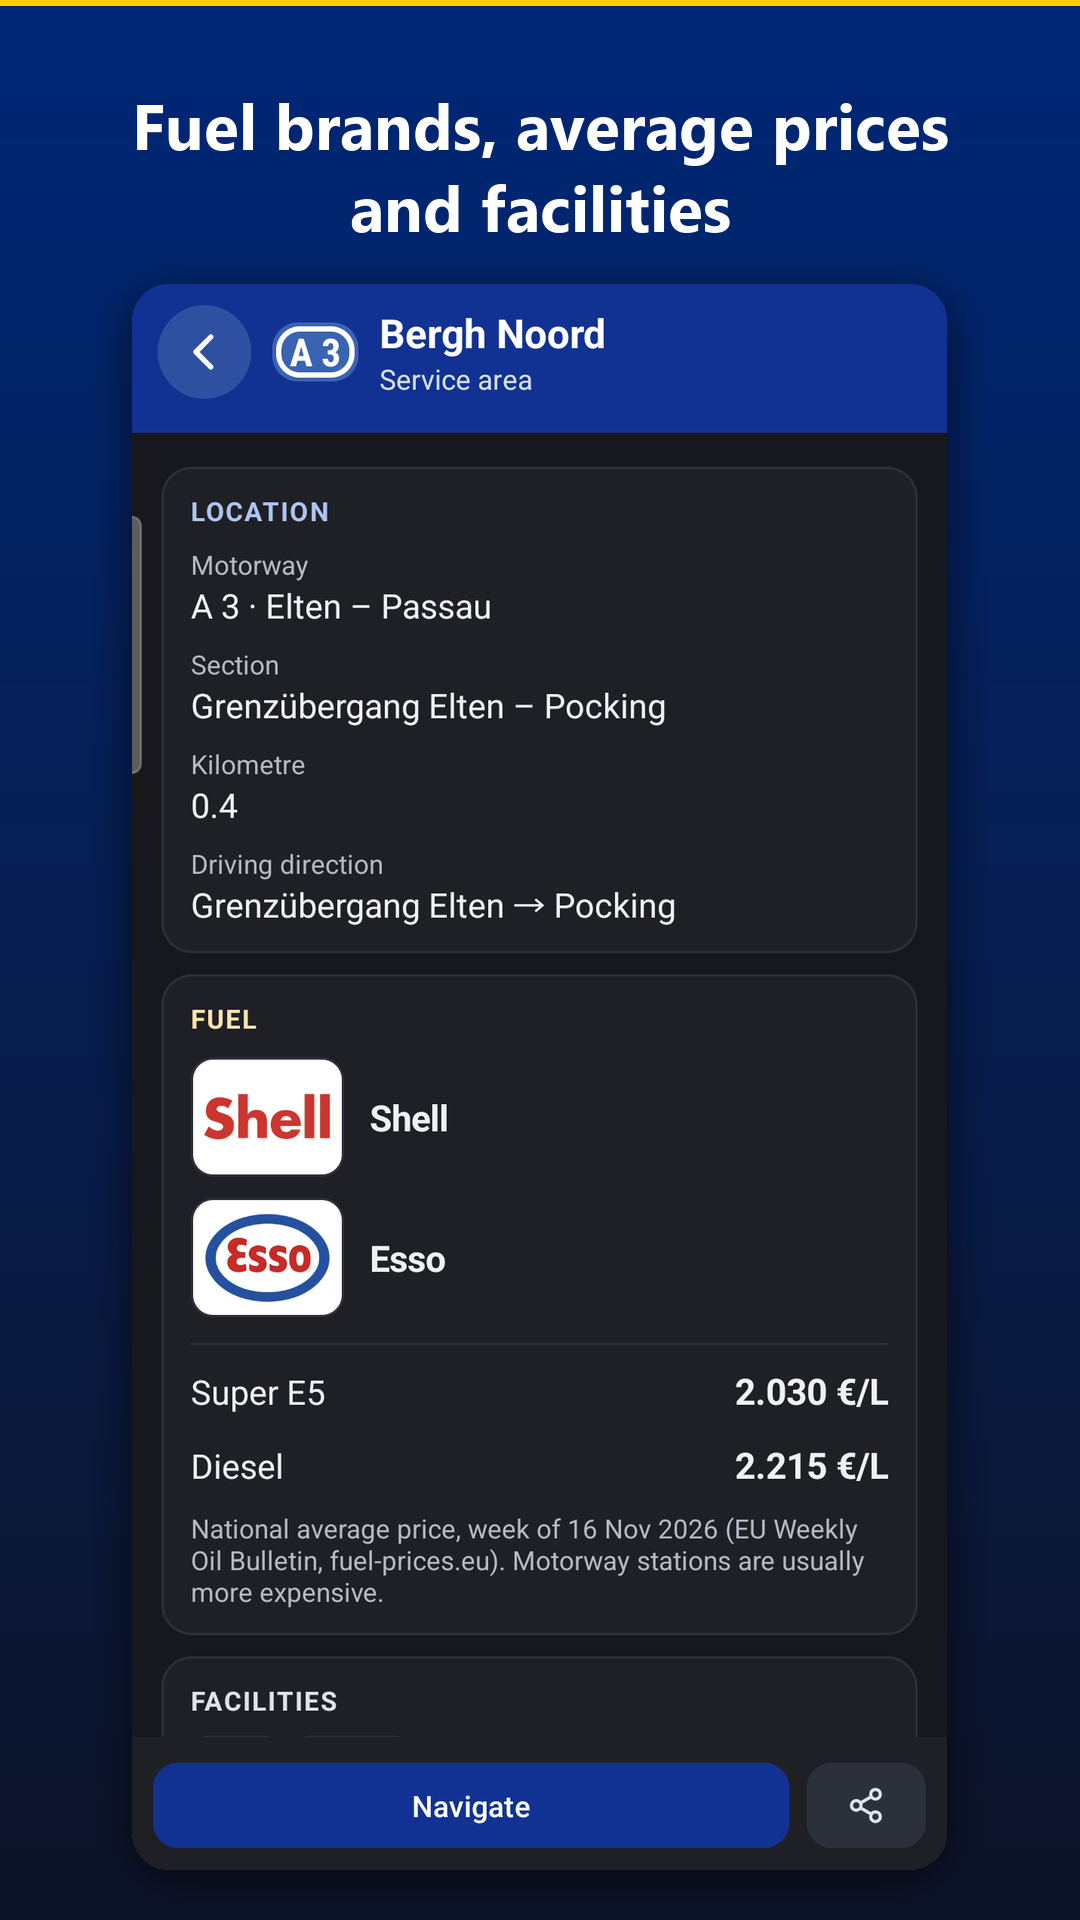 Fuel brands, average prices
and facilities
A 3
Bergh Noord
Service area
LOCATION
Motorway
A 3 · Elten – Passau
Section
Grenzübergang Elten – Pocking
Kilometre
0.4
Driving direction
Grenzübergang Elten → Pocking
FUEL
Shell
Shell
Esso
Esso
Super E5 2.030 €/L
Diesel 2.215 €/L
National average price, week of 16 Nov 2026 (EU Weekly
Oil Bulletin, fuel-prices.eu). Motorway stations are usually
more expensive.
FACILITIES
Navigate